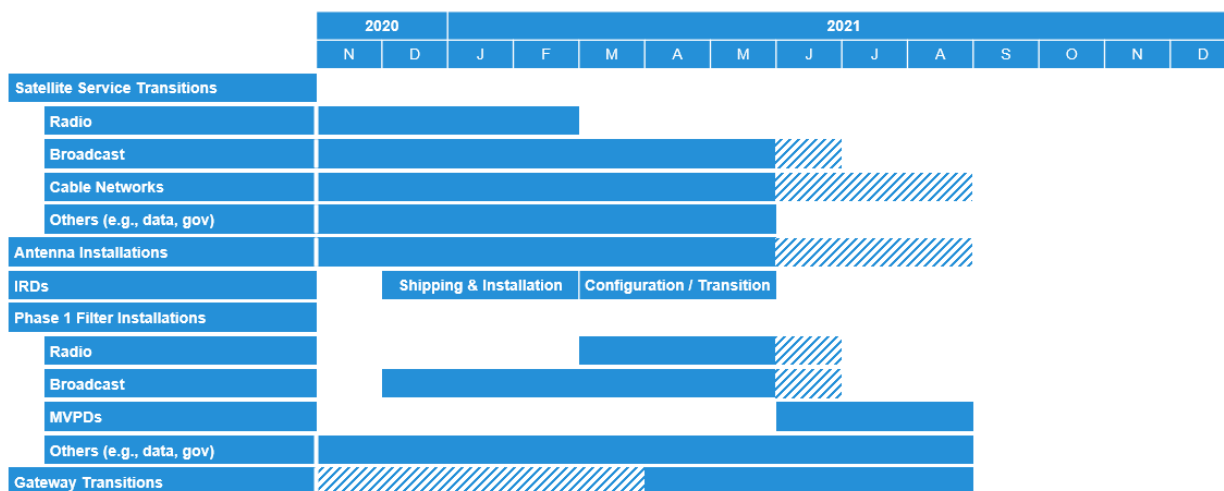 2020 2021
N D J F M A M J J A S O N D
Satellite Service Transitions
Radio
Broadcast
Cable Networks
Others (e.g., data, gov)
Antenna Installations
IRDs Shipping & Installation Configuration / Transition
Phase 1 Filter Installations
Radio
Broadcast
MVPDs
Others (e.g., data, gov)
Gateway Transitions